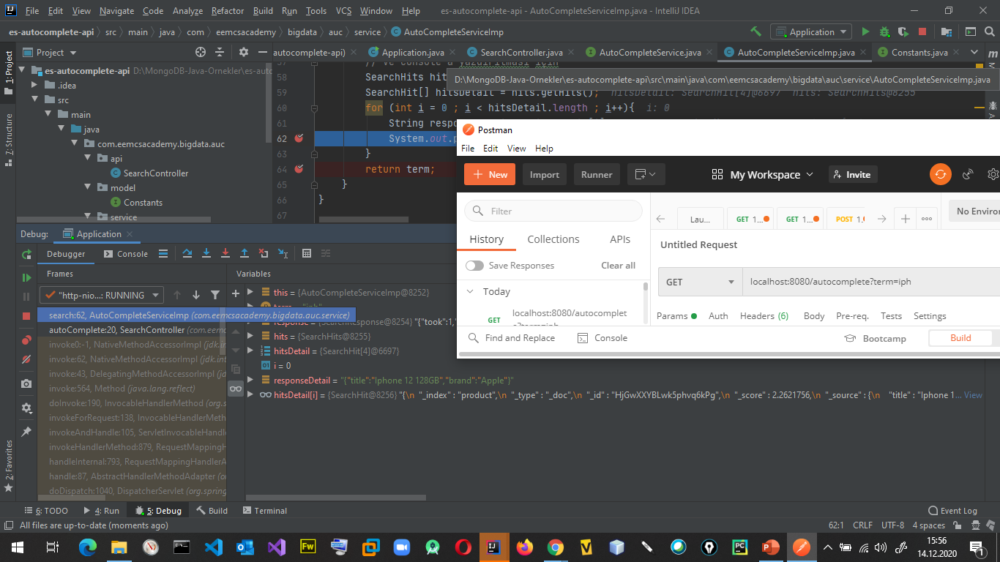 File Edit View Navigate Code Analyze Refactor Build Run Tools VCS Window Help es-autocomplete-api - AutoCompleteServiceImp.java - IntelliJ IDEA
es-autocomplete-api src main java com eemcsacademy bigdata auc service AutoCompleteServiceImp Application
Project autocomplete-api) Application.java SearchController.java AutoCompleteService.java AutoCompleteServiceImp.java Constants.java
1: Project
7: Structure
2: Favorites
es-autocomplete-api D:\MongoDB-Java-Ornekler\es-auto
.idea
src
main
java
com.eemcsacademy.bigdata.auc
api
SearchController
model
Constants
service
57 // ve console'a yazdırılması için
58 SearchHits hit
D:\MongoDB-Java-Ornekler\es-autocomplete-api\src\main\java\com\eemcsacademy\bigdata\auc\service\AutoCompleteServiceImp.java
59 SearchHit[] hitsDetail = hits.getHits(); hitsDetail: SearchHit[4]@6697 hits: SearchHits@8255
60 for (int i = 0 ; i < hitsDetail.length ; i++){ i: 0
61 String respo
62 System.out.p
63 }
64 return term;
65 }
66 }
67
Postman
File Edit View Help
New Import Runner My Workspace Invite
Filter
Lau... GET 1... GET 1... POST 1. No Environ
History Collections APIs
Untitled Request
Save Responses Clear all
GET localhost:8080/autocomplete?term=iph
Today
GET localhost:8080/autocomplet
e?term=iph
Params Auth Headers (6) Body Pre-req. Tests Settings
Find and Replace Console Bootcamp Build
Debug: Application
Debugger Console
Frames
Variables
"http-nio...: RUNNING
search:62, AutoCompleteServiceImp (com.eemcsacademy.bigdata.auc.service)
autoComplete:20, SearchController (com.eemc
invoke0:-1, NativeMethodAccessorImpl (jdk.int
invoke:62, NativeMethodAccessorImpl (jdk.inte
invoke:43, DelegatingMethodAccessorImpl (jd
invoke:564, Method (java.lang.reflect)
doInvoke:190, InvocableHandlerMethod (org.s
invokeForRequest:138, InvocableHandlerMeth
invokeAndHandle:105, ServletInvocableHandl
invokeHandlerMethod:879, RequestMappingH
handleInternal:793, RequestMappingHandlerA
handle:87, AbstractHandlerMethodAdapter (or
doDispatch:1040, DispatcherServlet (org.spring
this = {AutoCompleteServiceImp@8252}
term = "iph"
response = {SearchResponse@8254} "{"took":1,"
hits = {SearchHits@8255}
hitsDetail = {SearchHit[4]@6697}
i = 0
responseDetail = "{"title":"Iphone 12 128GB","brand":"Apple"}"
hitsDetail[i] = {SearchHit@8256} "{\n "_index" : "product",\n "_type" : "_doc",\n "_id" : "HjGwXXYBLwk5phvq6kPg",\n "_score" : 2.2621756,\n "_source" : {\n "title" : "Iphone 1... View
6: TODO 4: Run 5: Debug Build Terminal Event Log
All files are up-to-date (moments ago) 62:1 CRLF UTF-8 4 spaces
15:56
14.12.2020